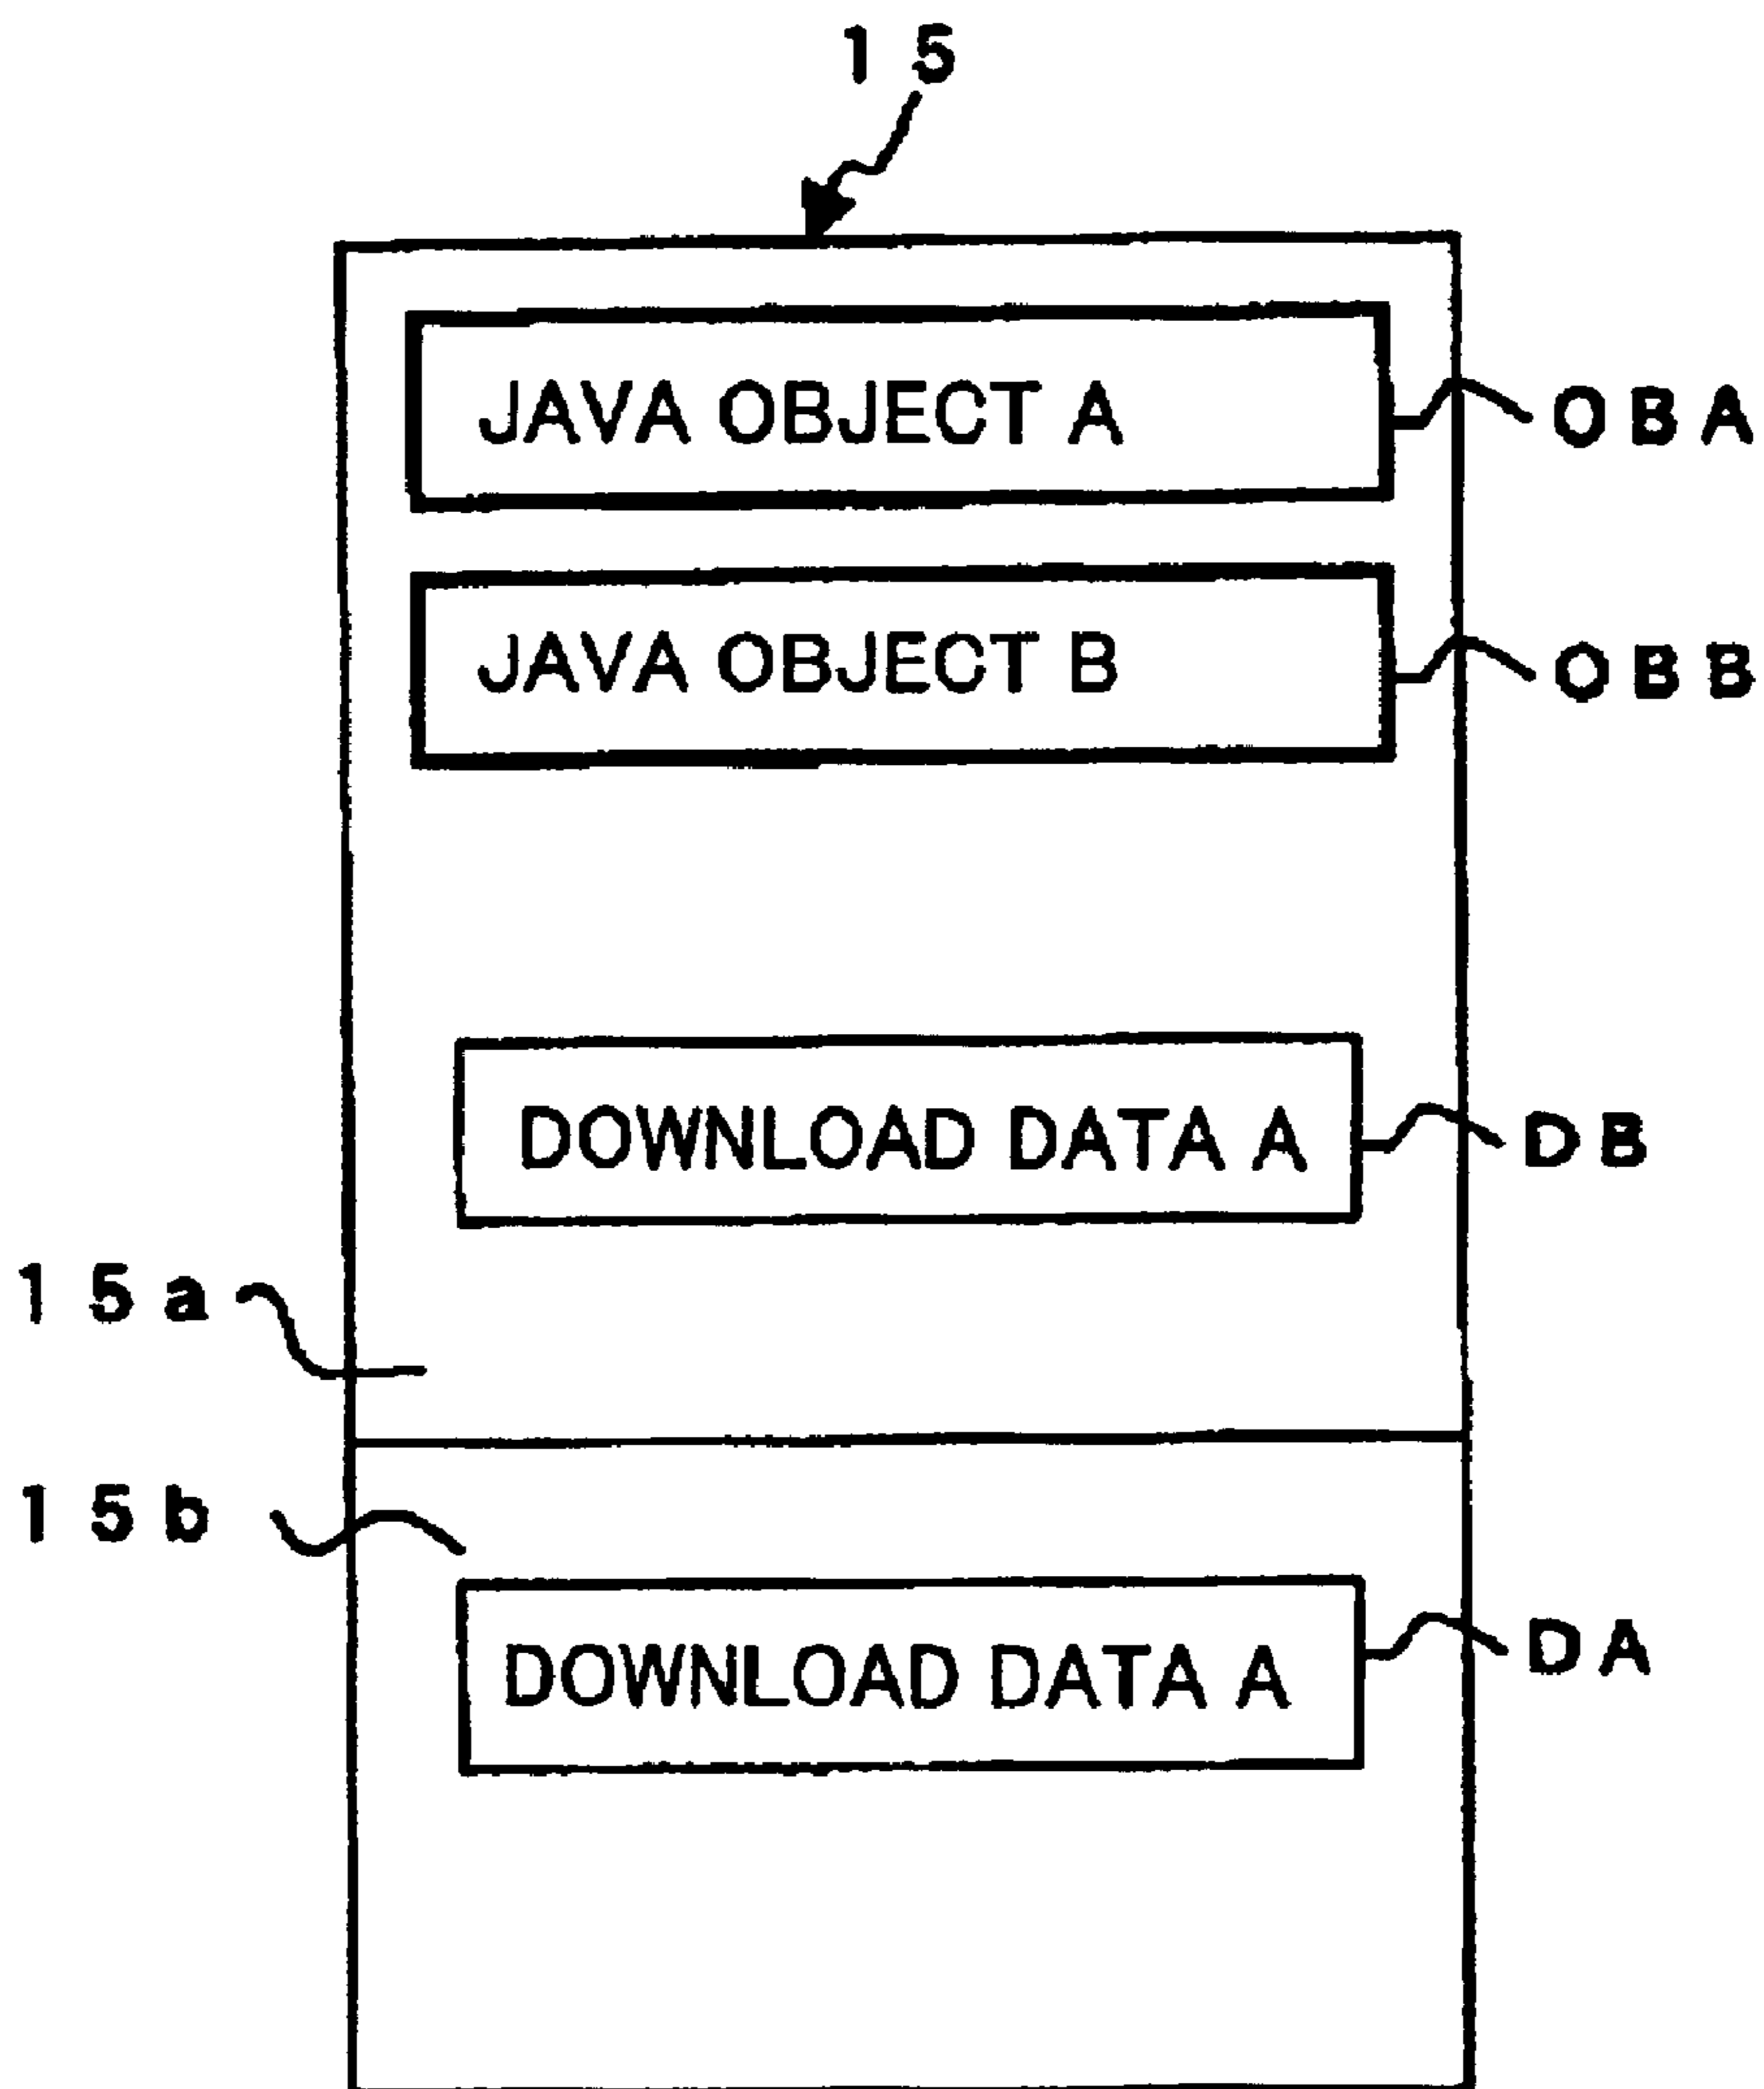 15
JAVA OBJECT A
OBA
JAVA OBJECT B
OBB
DOWNLOAD DATA A
DB
15a
15b
DOWNLOAD DATA A
DA